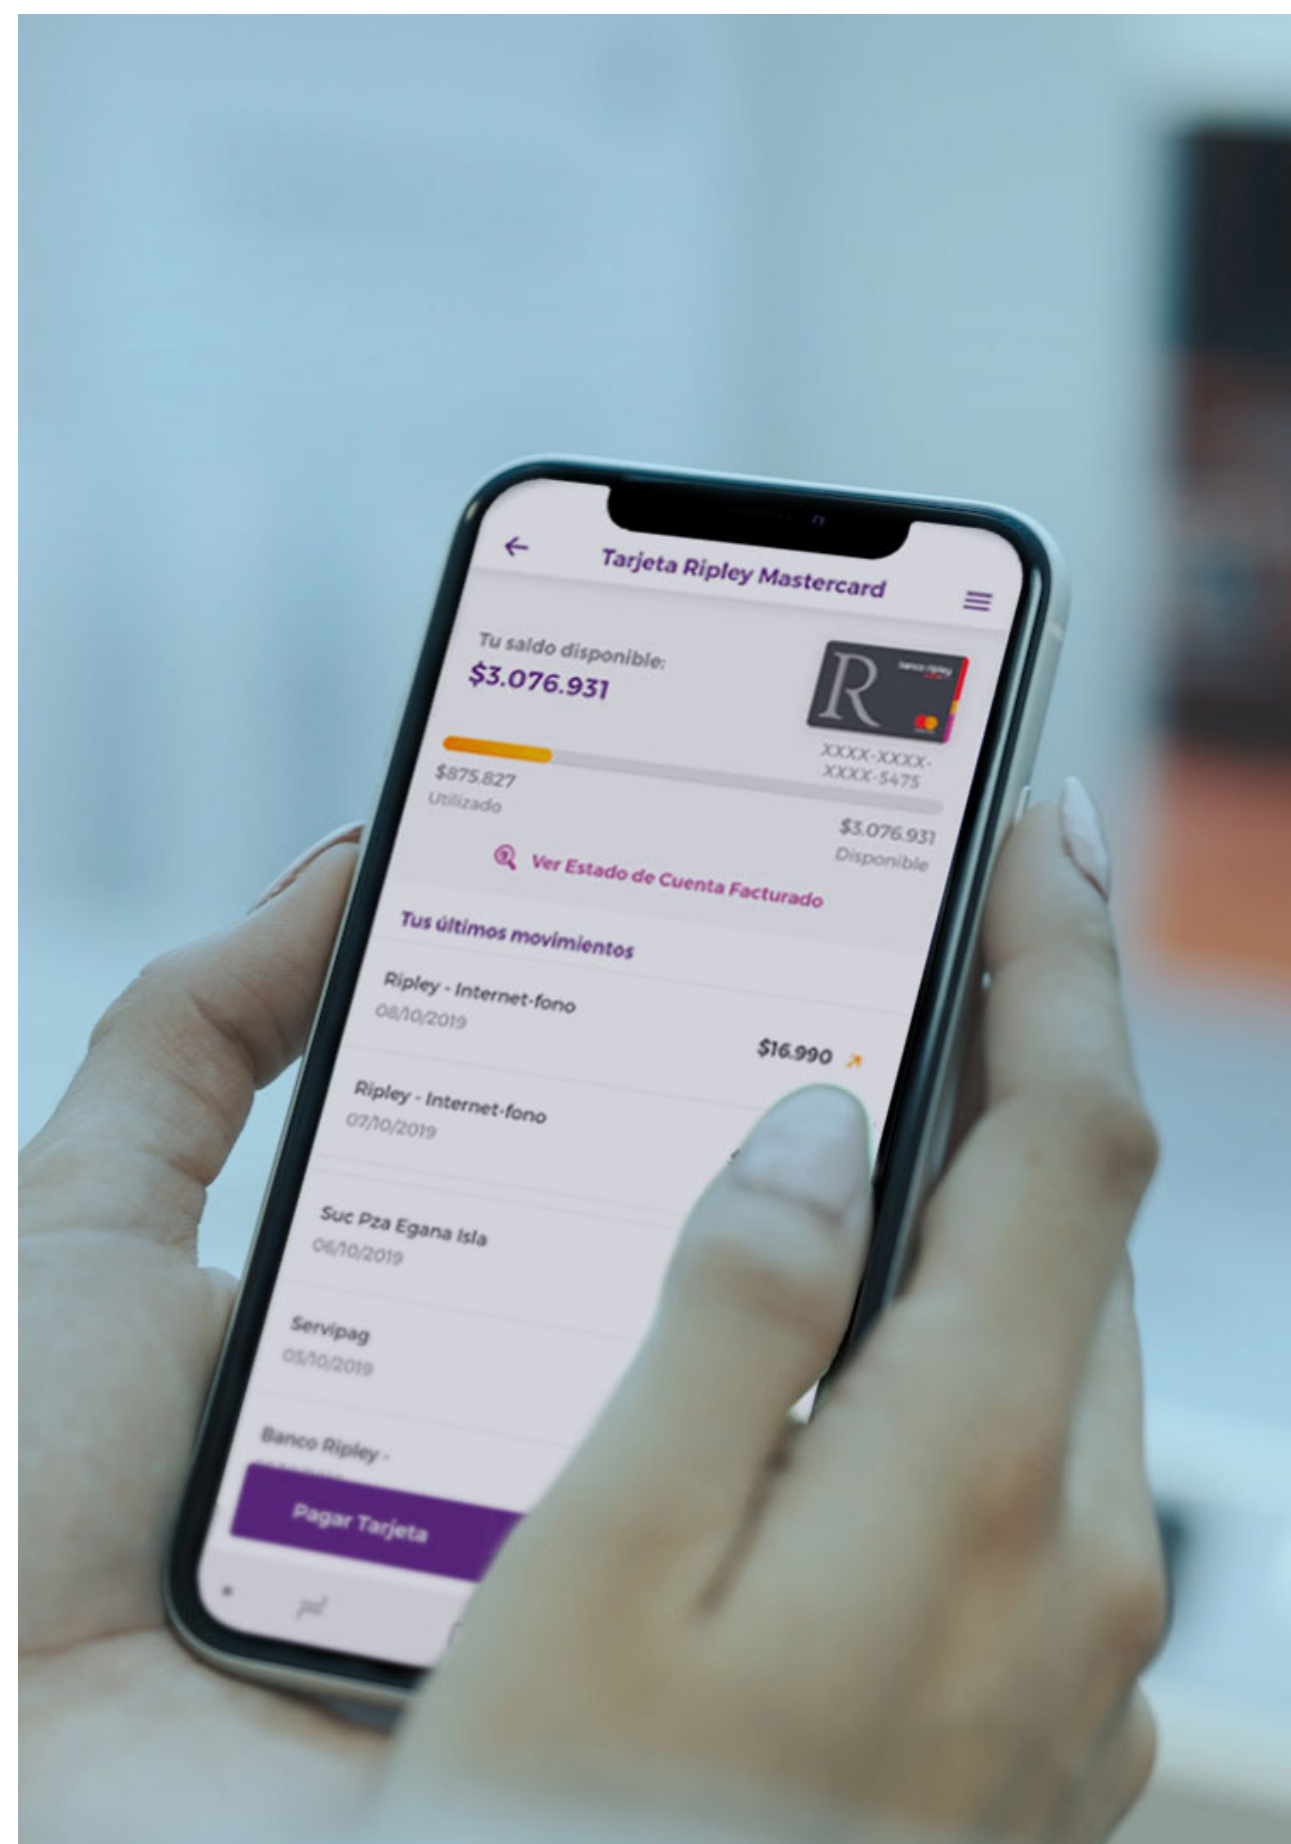 Tarjeta Ripley Mastercard
Tu saldo disponible:
$3.076.931
R
banco ripley
XXXX-XXXX-
XXXX-5475
$875.827
Utilizado
$3.076.931
Disponible
Ver Estado de Cuenta Facturado
Tus últimos movimientos
Ripley - Internet-fono
08/10/2019
$16.990
Ripley - Internet-fono
07/10/2019
Suc Pza Egana Isla
06/10/2019
Servipag
05/10/2019
Banco Ripley -
Pagar Tarjeta